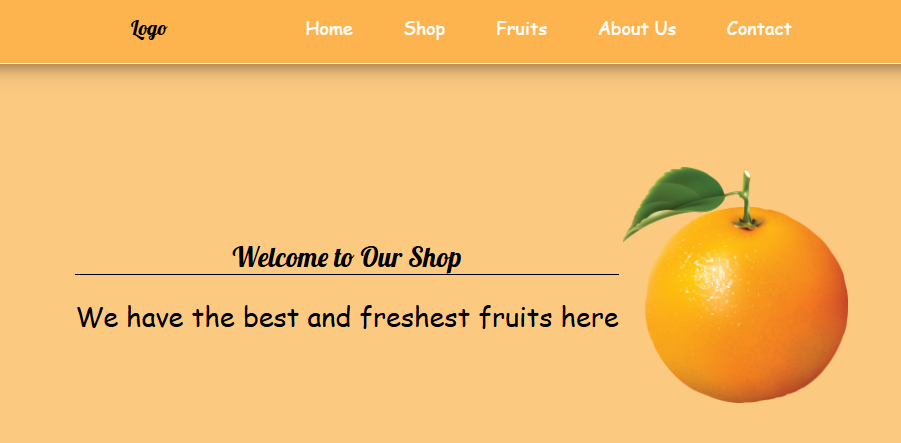 Logo Home Shop Fruits About Us Contact
Welcome to Our Shop
We have the best and freshest fruits here